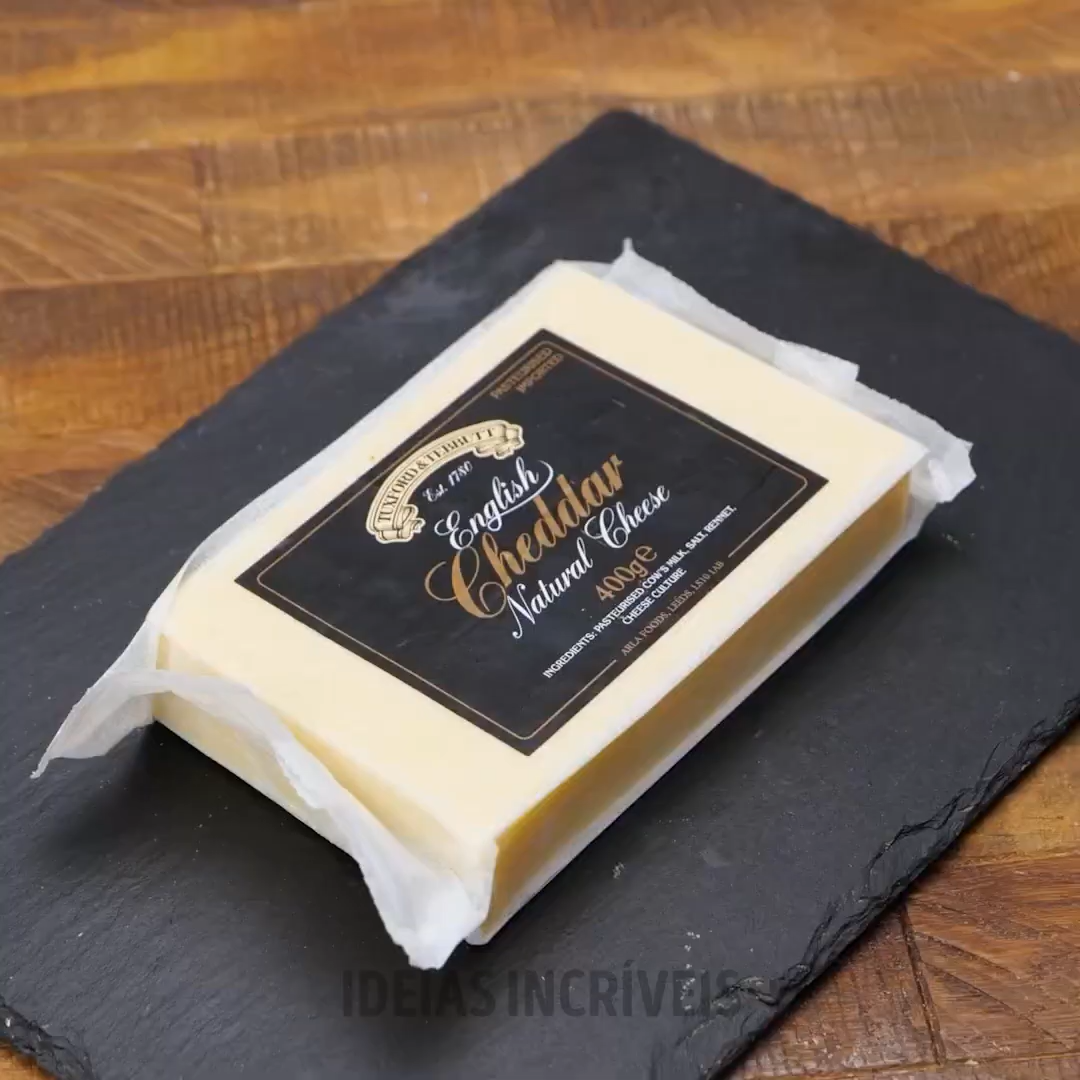 PASTEURISED
IMPORTED
TUXFORD & TEBBUTT
Est. 1780
English
Cheddar
Natural Cheese
400g℮
INGREDIENTS: PASTEURISED COW'S MILK, SALT, RENNET,
CHEESE CULTURE
ARLA FOODS, LEEDS, LS10 1AB
IDEIAS INCRÍVEIS